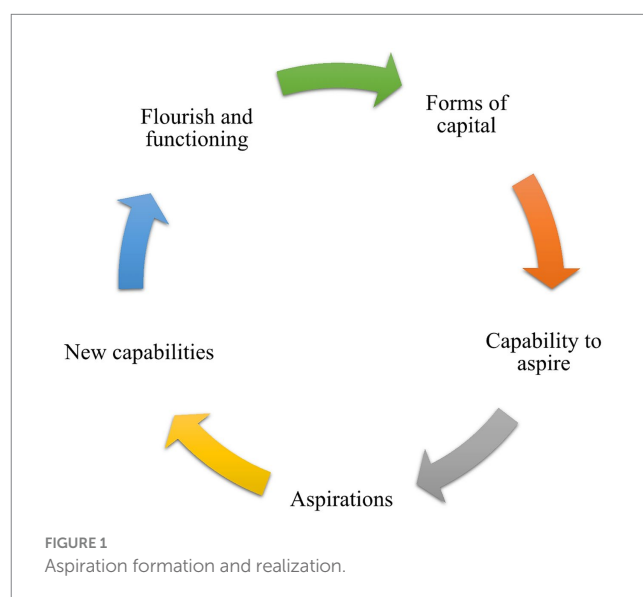 Flourish and
functioning
Forms of
capital
Capability to
aspire
Aspirations
New capabilities
FIGURE 1
Aspiration formation and realization.